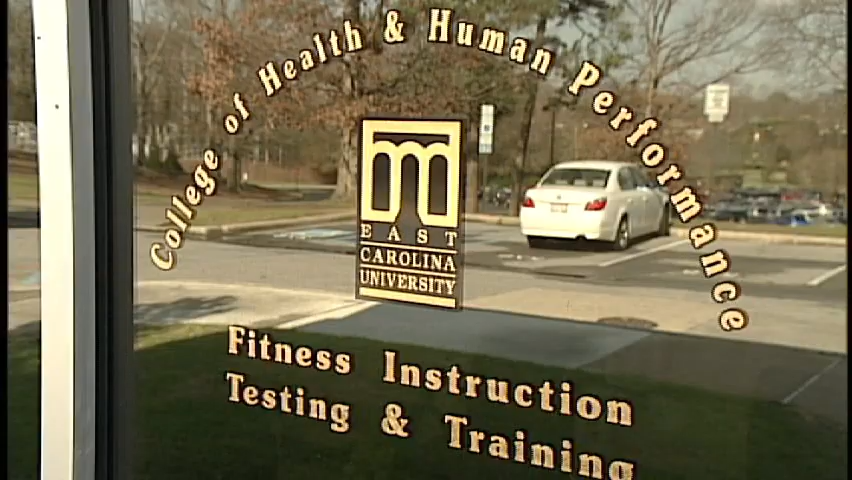 College of Health & Human Performance
EAST
CAROLINA
UNIVERSITY
Fitness Instruction
Testing & Training